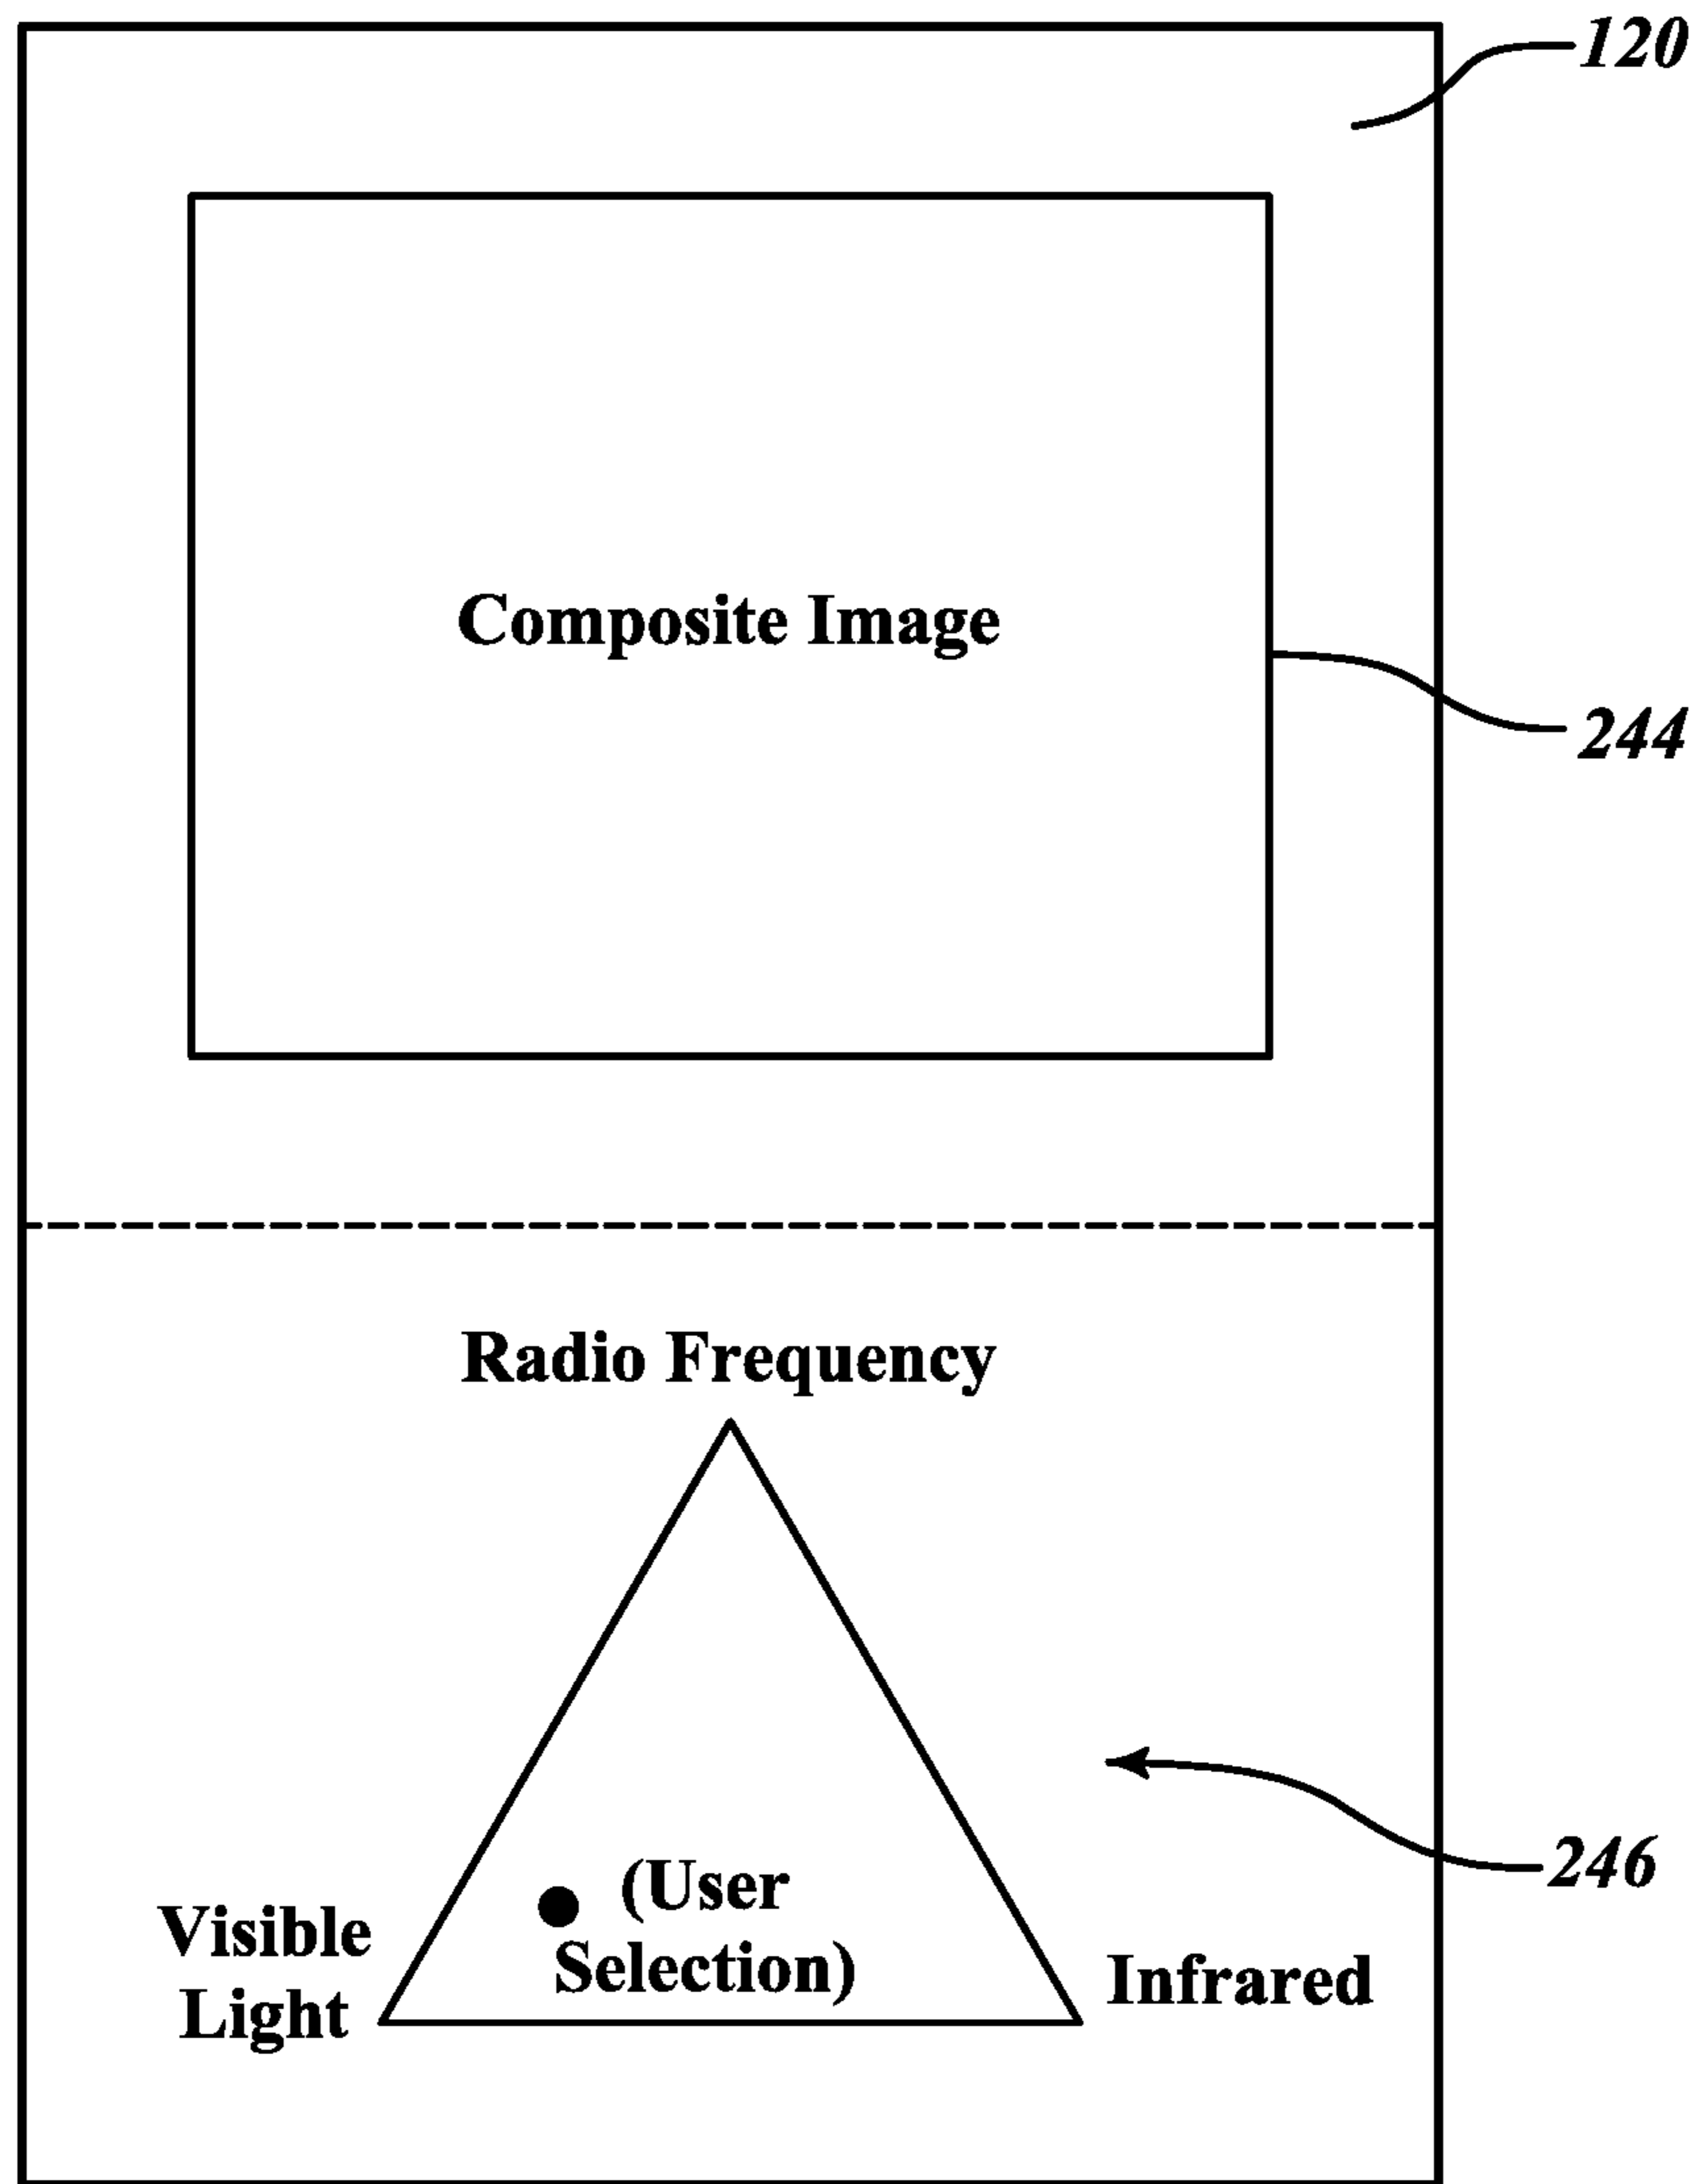 120
Composite Image
244
Radio Frequency
246
(User
Selection)
Visible
Light
Infrared